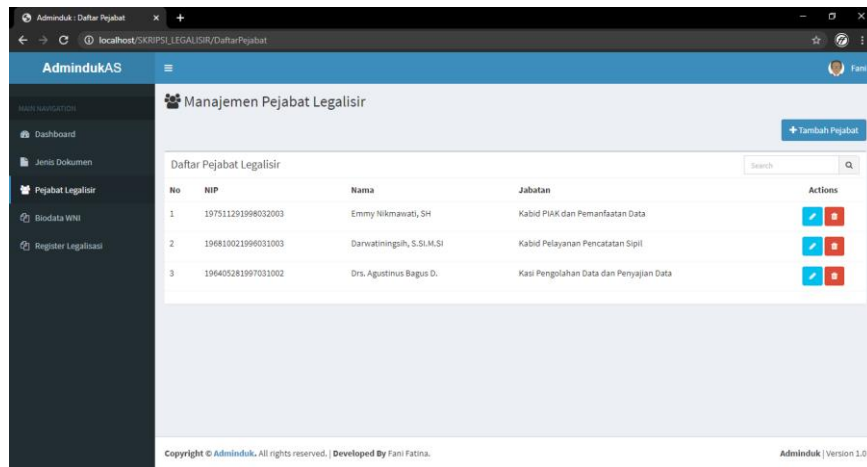 Adminduk : Daftar Pejabat
localhost/SKRIPSI_LEGALISIR/DaftarPejabat
AdmindukAS
Fani
MAIN NAVIGATION
Dashboard
Jenis Dokumen
Pejabat Legalisir
Biodata WNI
Register Legalisasi
Manajemen Pejabat Legalisir
+ Tambah Pejabat
Daftar Pejabat Legalisir
Search
No NIP Nama Jabatan Actions
1 197511291998032003 Emmy Nikmawati, SH Kabid PIAK dan Pemanfaatan Data
2 196810021996031003 Darwatiningsih, S.SI.M.SI Kabid Pelayanan Pencatatan Sipil
3 196405281997031002 Drs. Agustinus Bagus D. Kasi Pengolahan Data dan Penyajian Data
Copyright © Adminduk. All rights reserved. | Developed By Fani Fatina.
Adminduk | Version 1.0